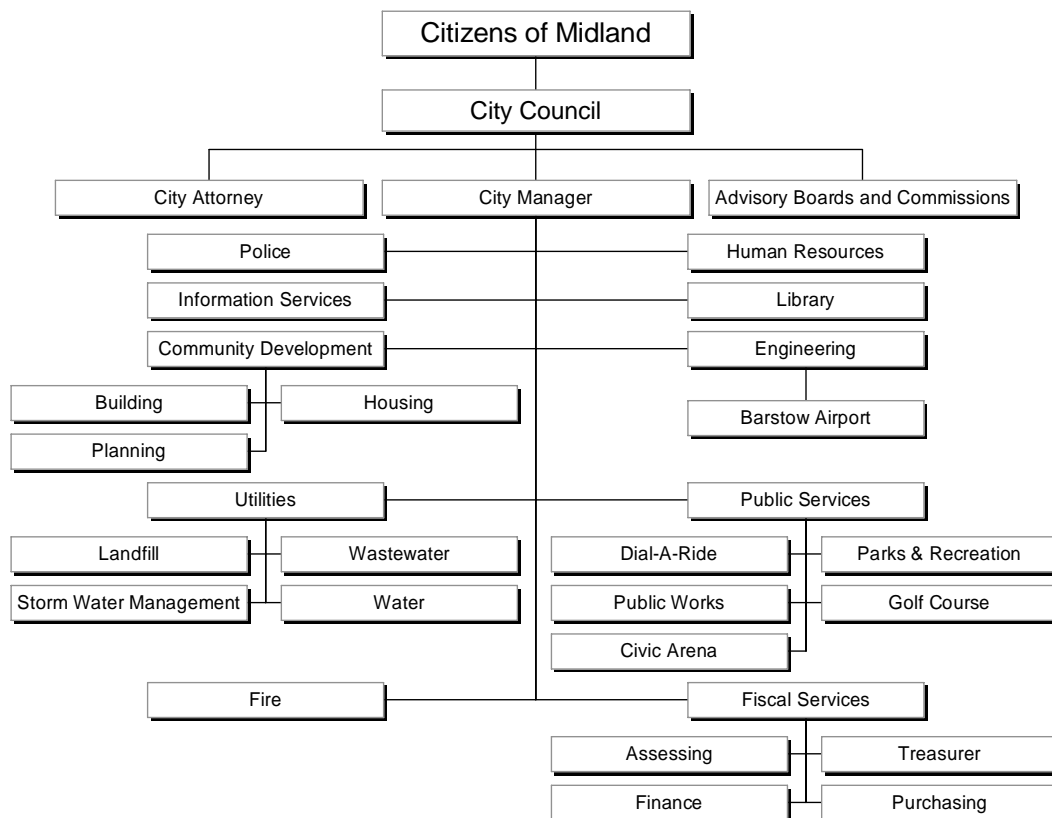 Citizens of Midland
City Council
City Attorney
City Manager
Advisory Boards and Commissions
Police
Human Resources
Information Services
Library
Community Development
Engineering
Building
Housing
Barstow Airport
Planning
Utilities
Public Services
Landfill
Wastewater
Dial-A-Ride
Parks & Recreation
Storm Water Management
Water
Public Works
Golf Course
Civic Arena
Fire
Fiscal Services
Assessing
Treasurer
Finance
Purchasing